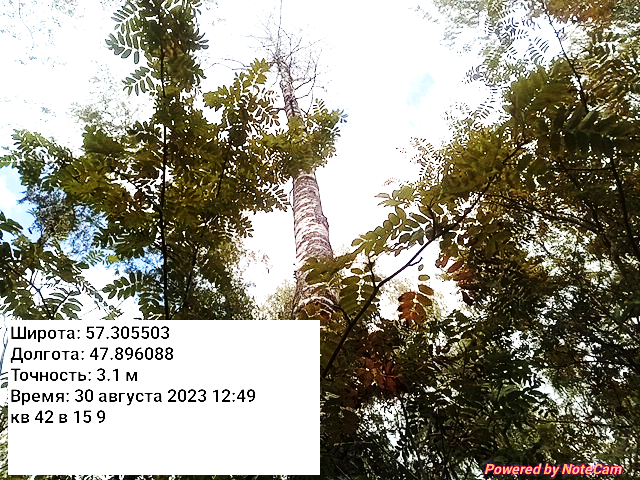 Широта: 57.305503
Долгота: 47.896088
Точность: 3.1 м
Время: 30 августа 2023 12:49
кв 42 в 15 9
Powered by NoteCam